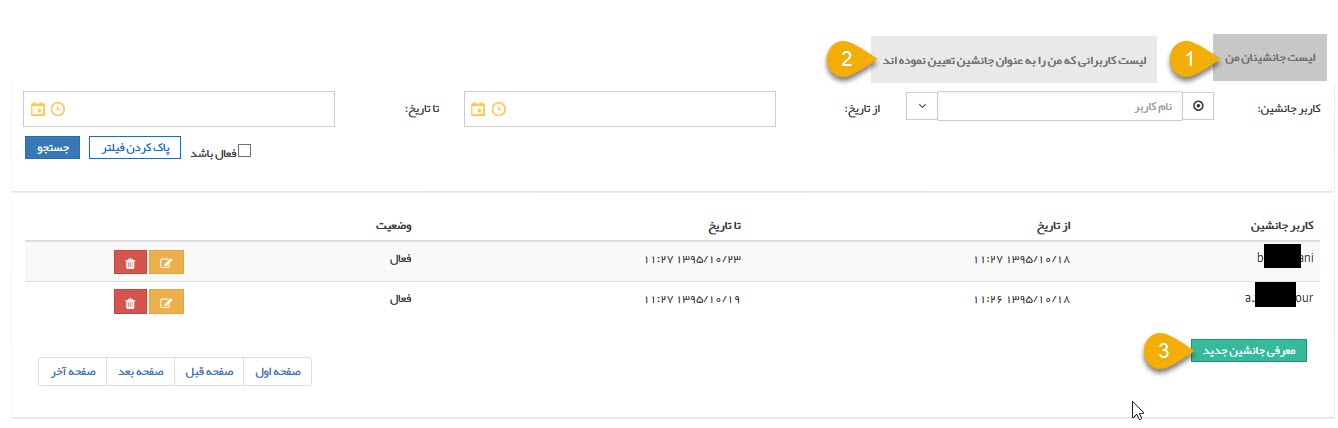 لیست جانشینان من
1
لیست کاربرانی که من را به عنوان جانشین تعیین نموده اند
2
کاربر جانشین: نام کاربر از تاریخ: تا تاریخ:
فعال باشد پاک کردن فیلتر جستجو
کاربر جانشین از تاریخ تا تاریخ وضعیت
b ani ۱۳۹۵/۱۰/۱۸ ۱۱:۲۷ ۱۳۹۵/۱۰/۲۳ ۱۱:۲۷ فعال
a. our ۱۳۹۵/۱۰/۱۸ ۱۱:۲۶ ۱۳۹۵/۱۰/۱۹ ۱۱:۲۷ فعال
معرفی جانشین جدید
3
صفحه اول صفحه قبل صفحه بعد صفحه آخر